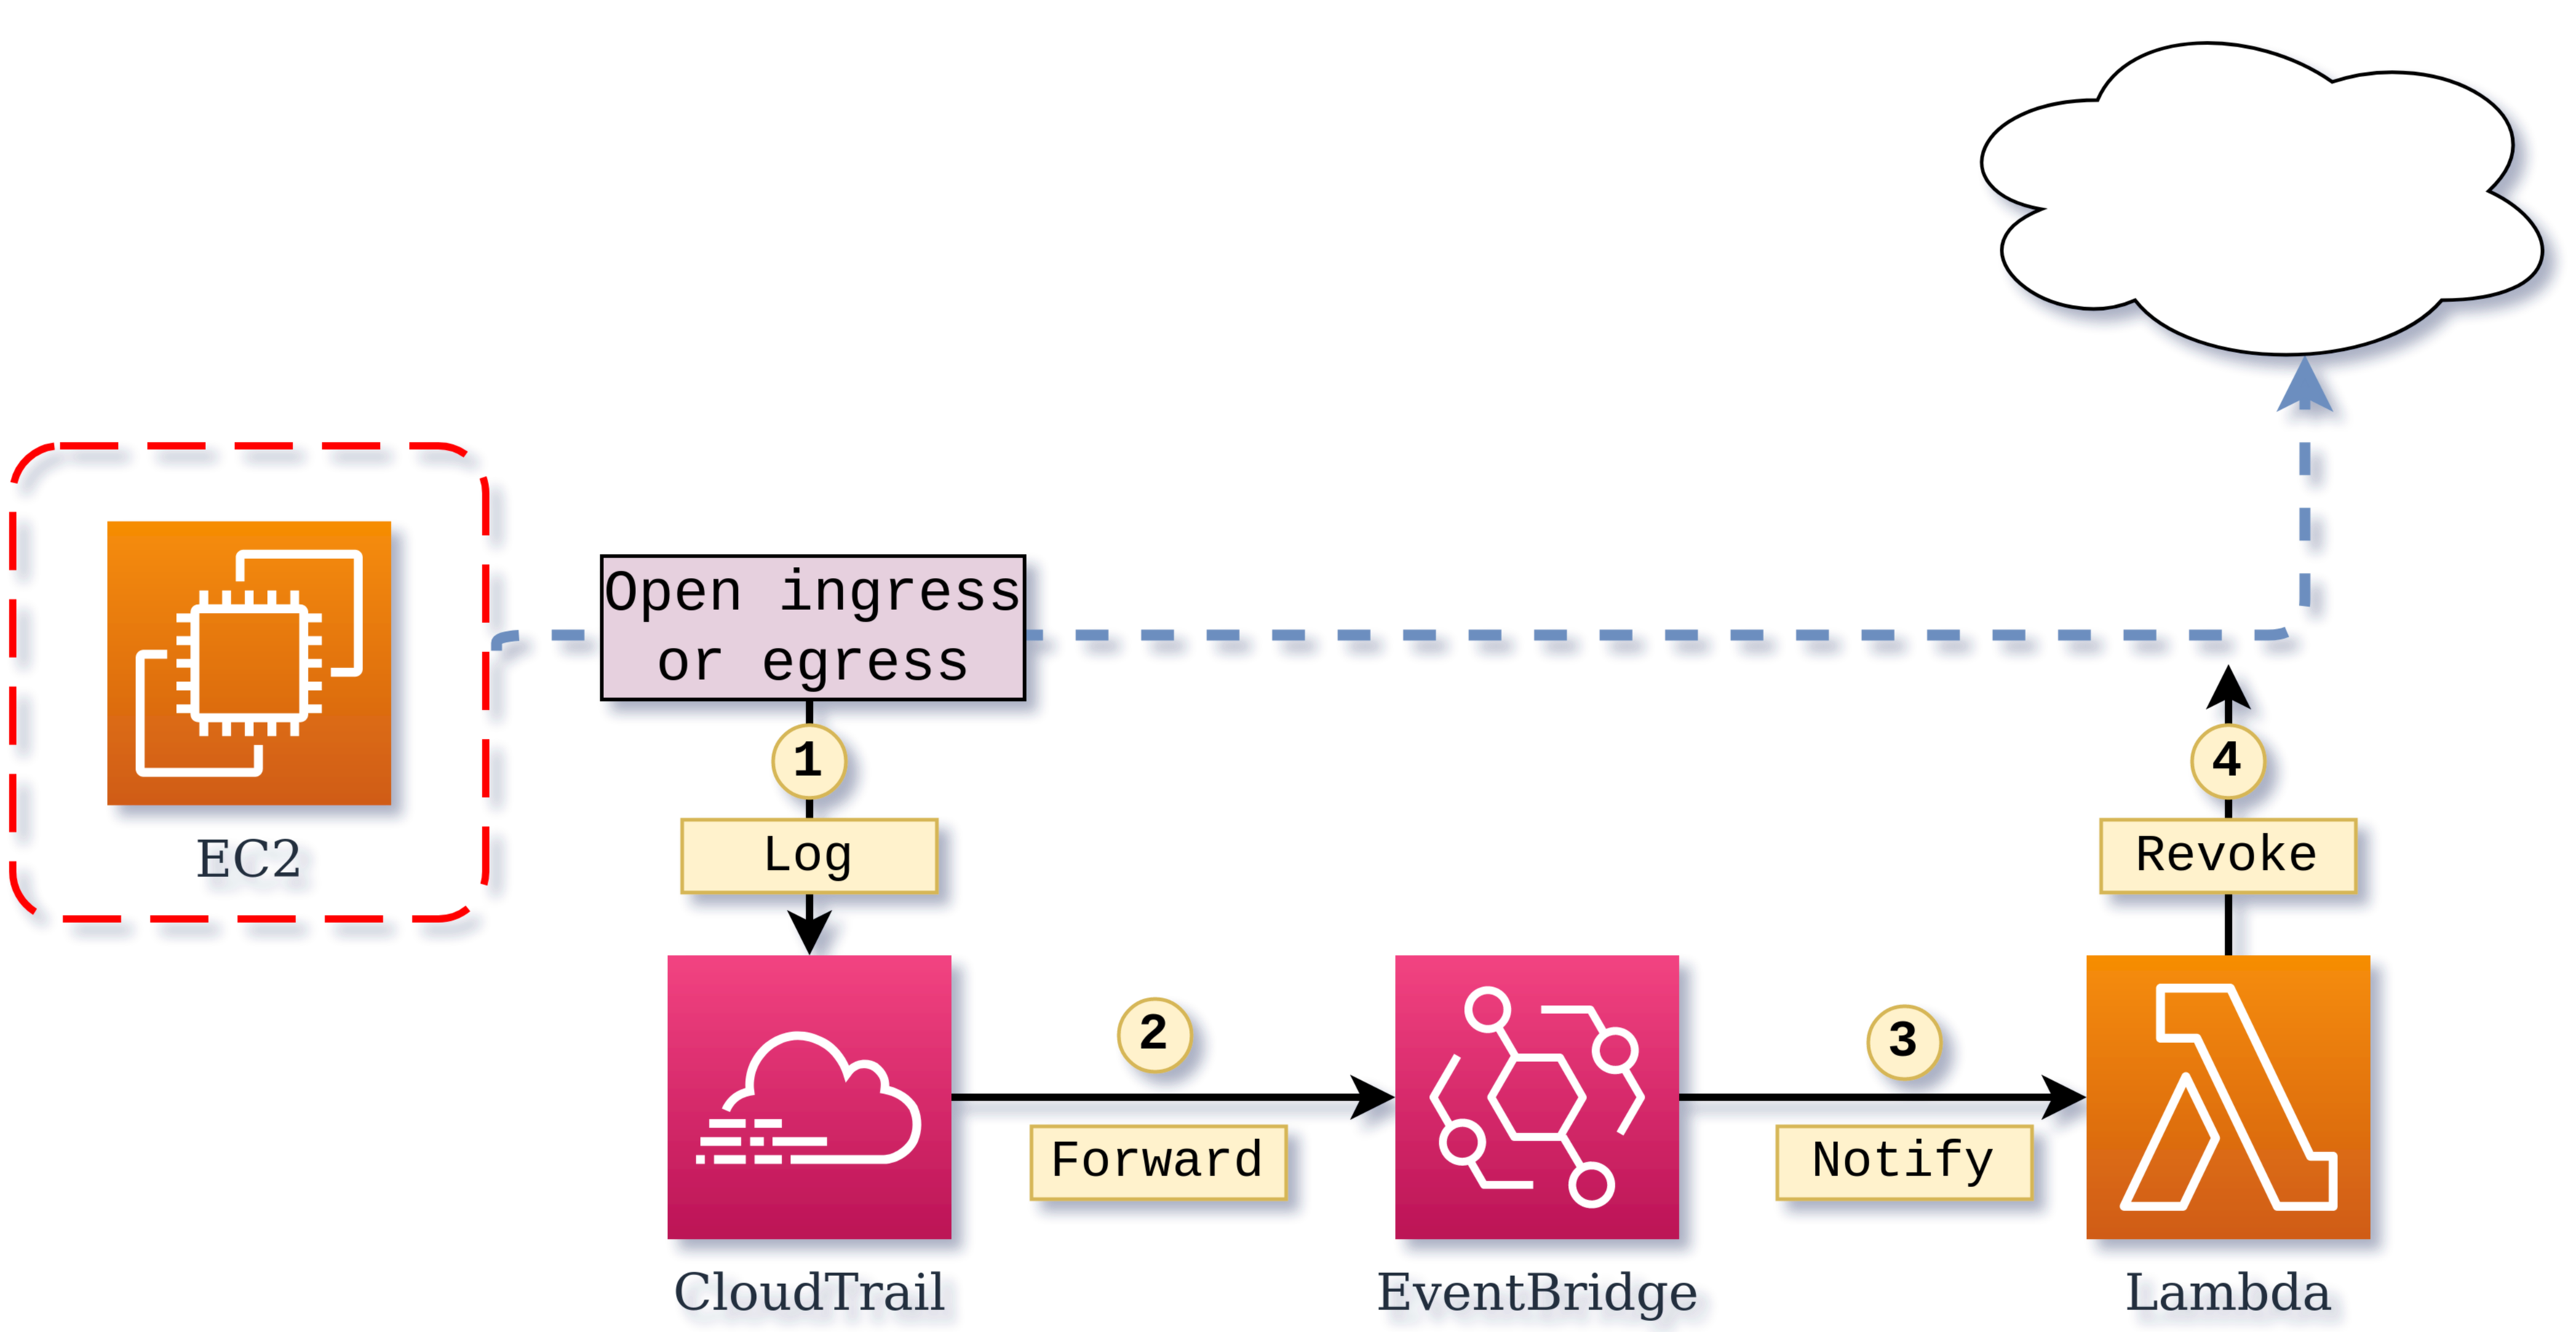 Open ingress
or egress
EC2
1
Log
4
Revoke
2
Forward
3
Notify
CloudTrail
EventBridge
Lambda